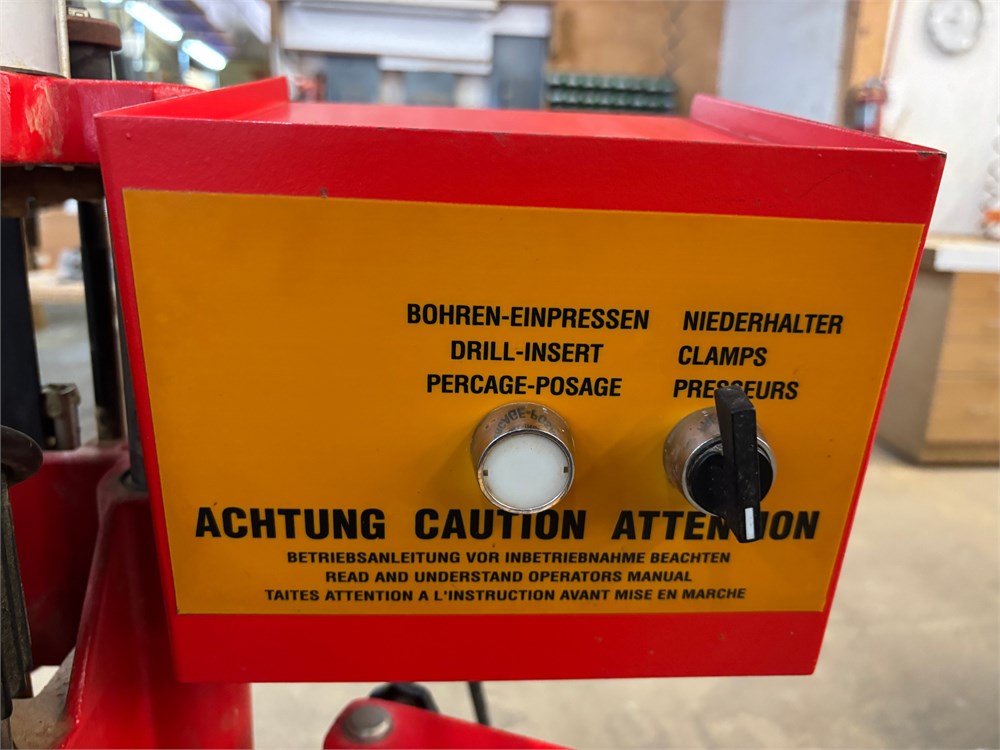 BOHREN-EINPRESSEN NIEDERHALTER
DRILL-INSERT CLAMPS
PERCAGE-POSAGE PRESSEURS
ACHTUNG CAUTION ATTENTION
BETRIEBSANLEITUNG VOR INBETRIEBNAHME BEACHTEN
READ AND UNDERSTAND OPERATORS MANUAL
TAITES ATTENTION A L'INSTRUCTION AVANT MISE EN MARCHE